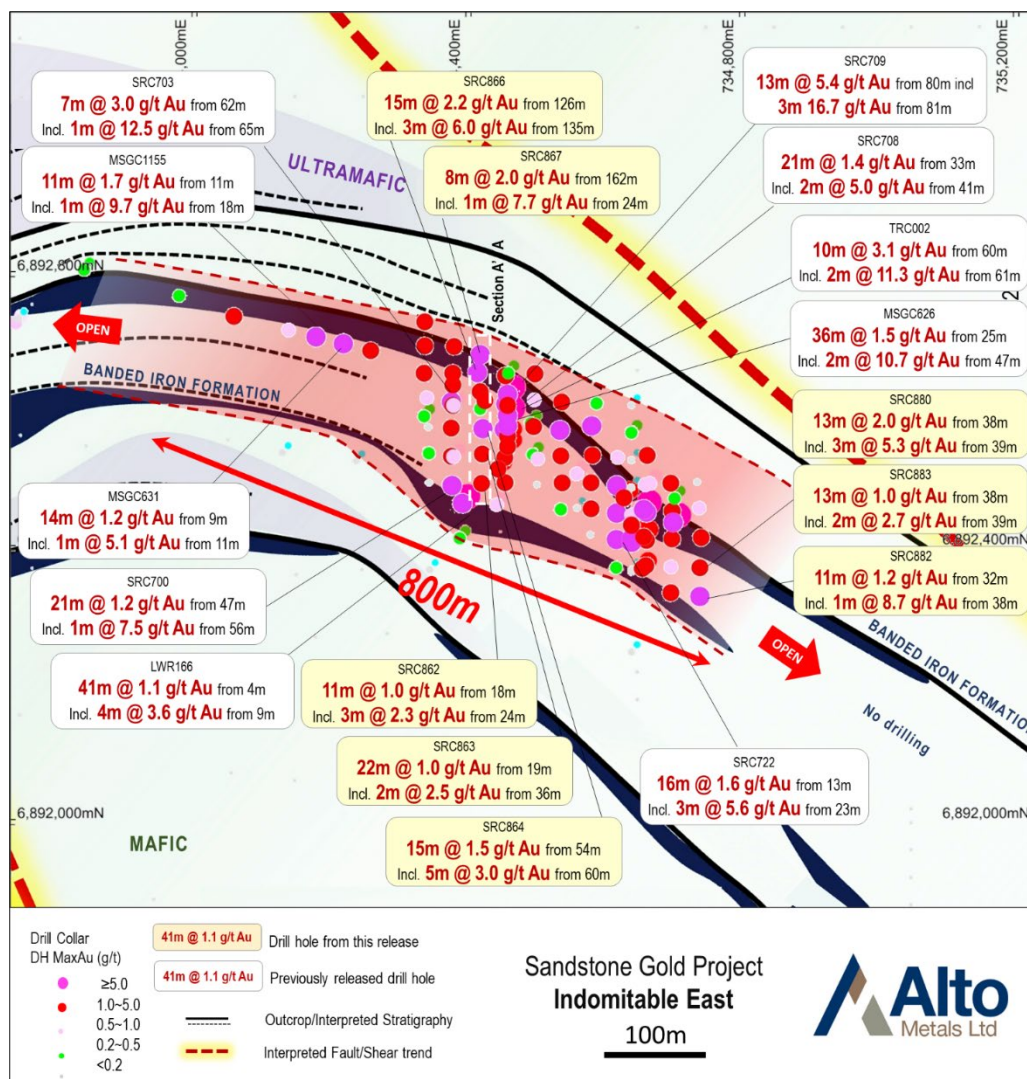 ,000mE
,400mE
734,800mE
735,200mE
SRC703
7m @ 3.0 g/t Au from 62m
Incl. 1m @ 12.5 g/t Au from 65m
SRC866
15m @ 2.2 g/t Au from 126m
Incl. 3m @ 6.0 g/t Au from 135m
SRC709
13m @ 5.4 g/t Au from 80m incl
3m 16.7 g/t Au from 81m
MSGC1155
11m @ 1.7 g/t Au from 11m
Incl. 1m @ 9.7 g/t Au from 18m
ULTRAMAFIC
SRC867
8m @ 2.0 g/t Au from 162m
Incl. 1m @ 7.7 g/t Au from 24m
SRC708
21m @ 1.4 g/t Au from 33m
Incl. 2m @ 5.0 g/t Au from 41m
TRC002
10m @ 3.1 g/t Au from 60m
Incl. 2m @ 11.3 g/t Au from 61m
6,892,800mN
Section A' A
2
OPEN
MSGC626
36m @ 1.5 g/t Au from 25m
Incl. 2m @ 10.7 g/t Au from 47m
BANDED IRON FORMATION
SRC880
13m @ 2.0 g/t Au from 38m
Incl. 3m @ 5.3 g/t Au from 39m
SRC883
13m @ 1.0 g/t Au from 38m
Incl. 2m @ 2.7 g/t Au from 39m
MSGC631
14m @ 1.2 g/t Au from 9m
Incl. 1m @ 5.1 g/t Au from 11m
6,892,400mN
SRC882
11m @ 1.2 g/t Au from 32m
Incl. 1m @ 8.7 g/t Au from 38m
SRC700
21m @ 1.2 g/t Au from 47m
Incl. 1m @ 7.5 g/t Au from 56m
800m
OPEN
BANDED IRON FORMATION
LWR166
41m @ 1.1 g/t Au from 4m
Incl. 4m @ 3.6 g/t Au from 9m
SRC862
11m @ 1.0 g/t Au from 18m
Incl. 3m @ 2.3 g/t Au from 24m
No drilling
SRC863
22m @ 1.0 g/t Au from 19m
Incl. 2m @ 2.5 g/t Au from 36m
SRC722
16m @ 1.6 g/t Au from 13m
Incl. 3m @ 5.6 g/t Au from 23m
6,892,000mN
6,892,000mN
MAFIC
SRC864
15m @ 1.5 g/t Au from 54m
Incl. 5m @ 3.0 g/t Au from 60m
Drill Collar
DH MaxAu (g/t)
≥5.0
1.0~5.0
0.5~1.0
0.2~0.5
<0.2
41m @ 1.1 g/t Au Drill hole from this release
41m @ 1.1 g/t Au Previously released drill hole
Outcrop/Interpreted Stratigraphy
Interpreted Fault/Shear trend
Sandstone Gold Project
Indomitable East
100m
Alto
Metals Ltd